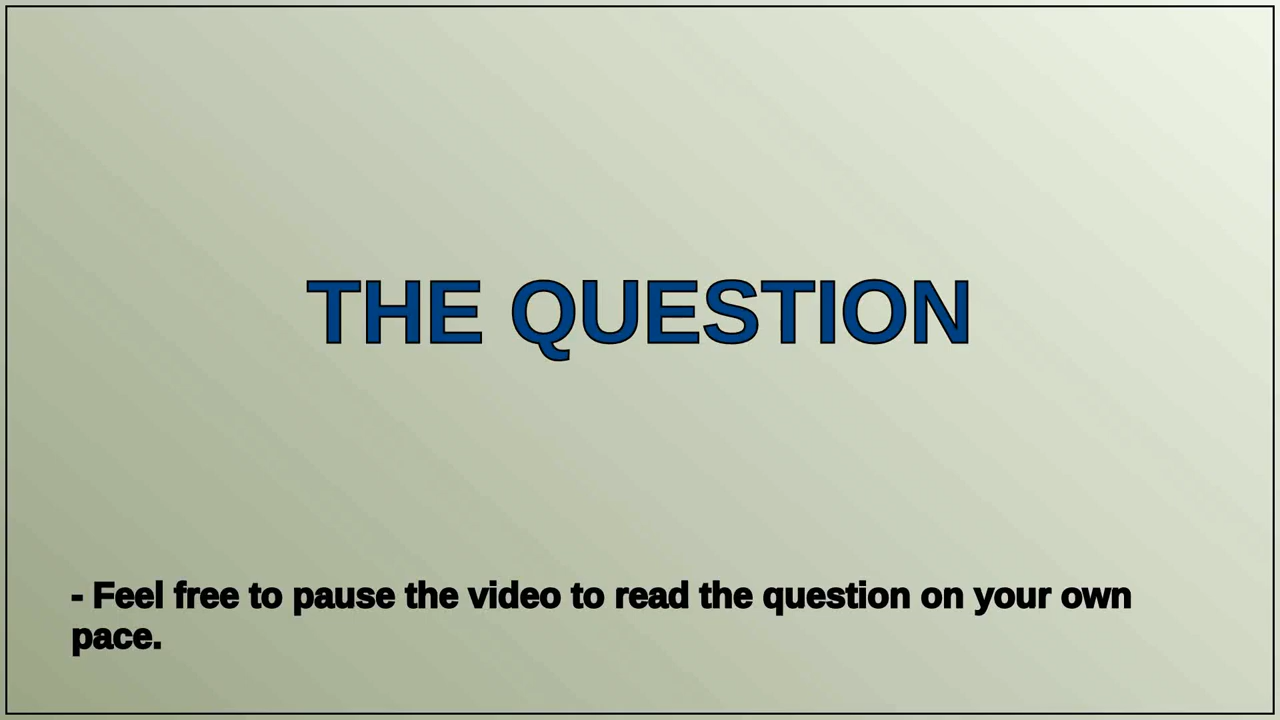 THE QUESTION
- Feel free to pause the video to read the question on your own
pace.